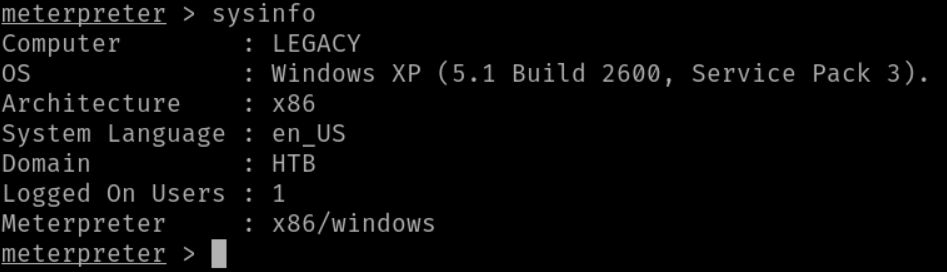 meterpreter > sysinfo
Computer        : LEGACY
OS              : Windows XP (5.1 Build 2600, Service Pack 3).
Architecture    : x86
System Language : en_US
Domain          : HTB
Logged On Users : 1
Meterpreter     : x86/windows
meterpreter >